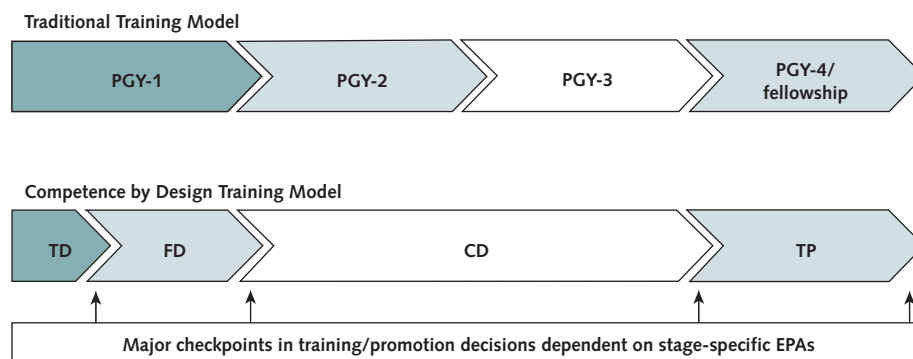 Traditional Training Model
PGY-1
PGY-2
PGY-3
PGY-4/
fellowship
Competence by Design Training Model
TD
FD
CD
TP
Major checkpoints in training/promotion decisions dependent on stage-specific EPAs